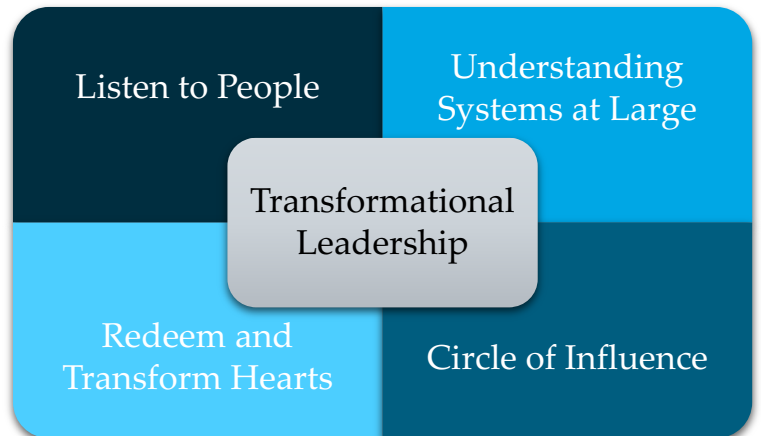 Listen to People
Understanding
Systems at Large
Transformational
Leadership
Redeem and
Transform Hearts
Circle of Influence